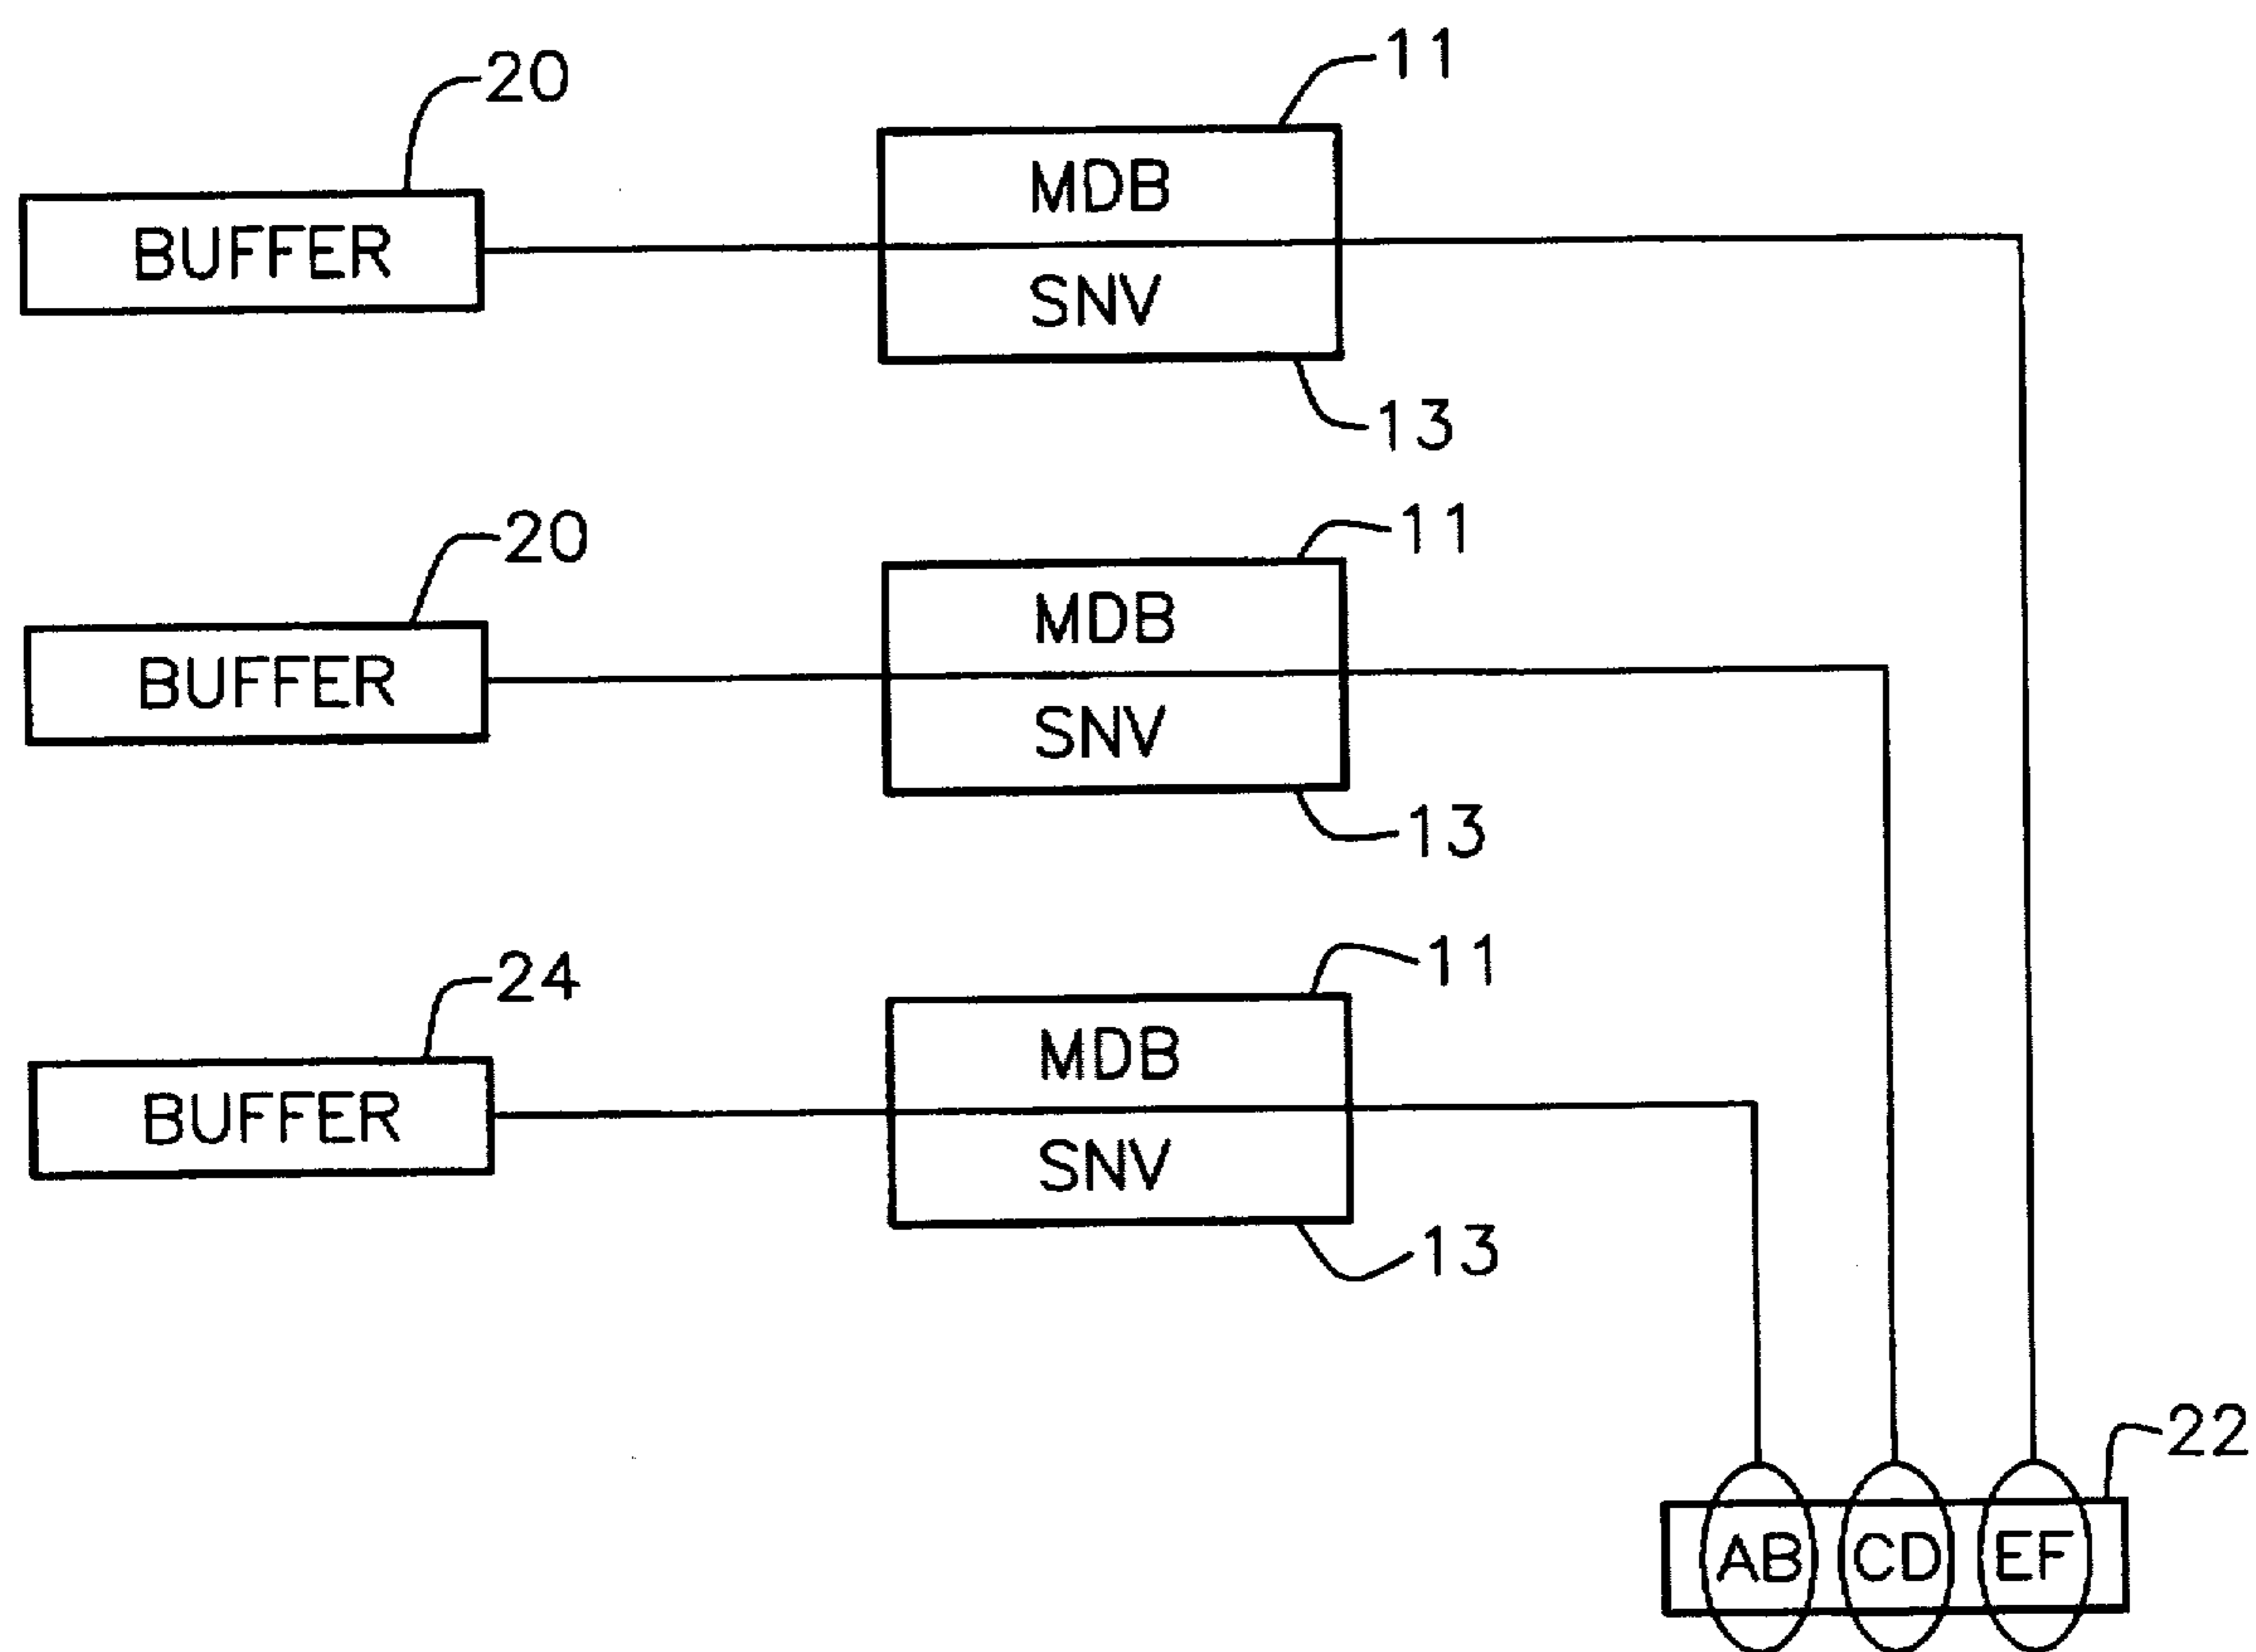 20
11
BUFFER
MDB
SNV
13
20
11
BUFFER
MDB
SNV
13
24
11
BUFFER
MDB
SNV
13
22
AB CD EF